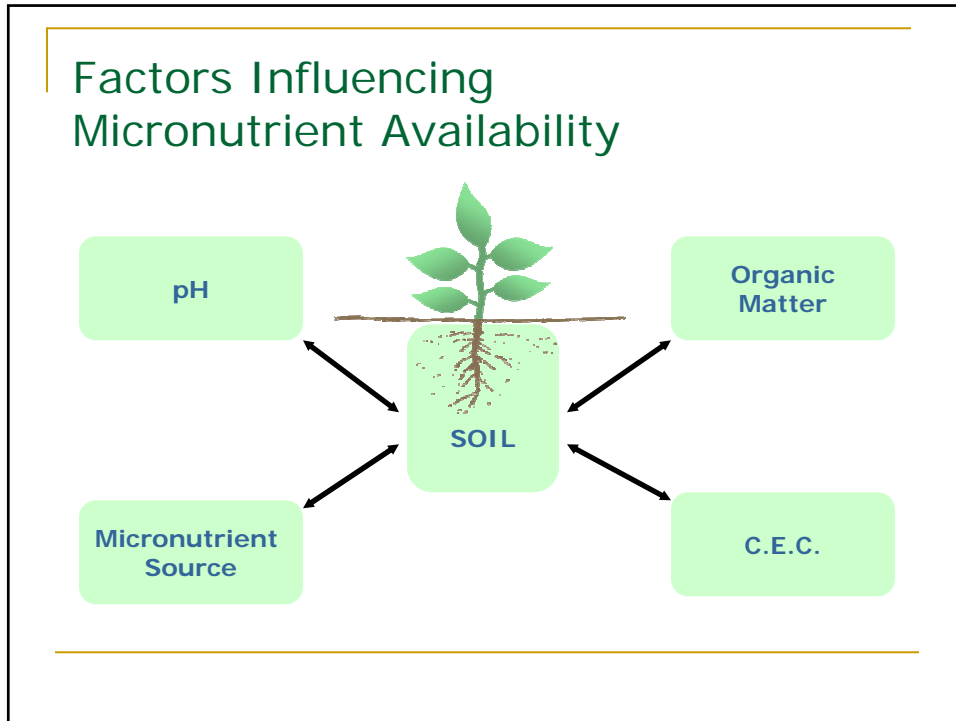 Factors Influencing
Micronutrient Availability
pH
Organic
Matter
SOIL
Micronutrient
Source
C.E.C.